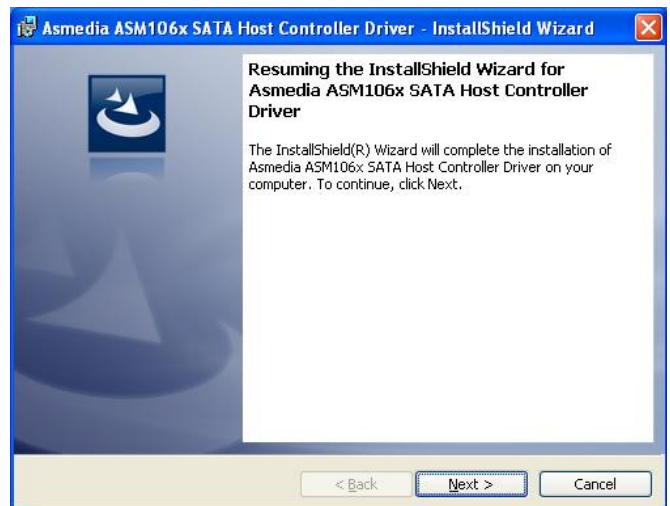 Asmedia ASM106x SATA Host Controller Driver - InstallShield Wizard
Resuming the InstallShield Wizard for
Asmedia ASM106x SATA Host Controller
Driver
The InstallShield(R) Wizard will complete the installation of
Asmedia ASM106x SATA Host Controller Driver on your
computer. To continue, click Next.
< Back
Next >
Cancel